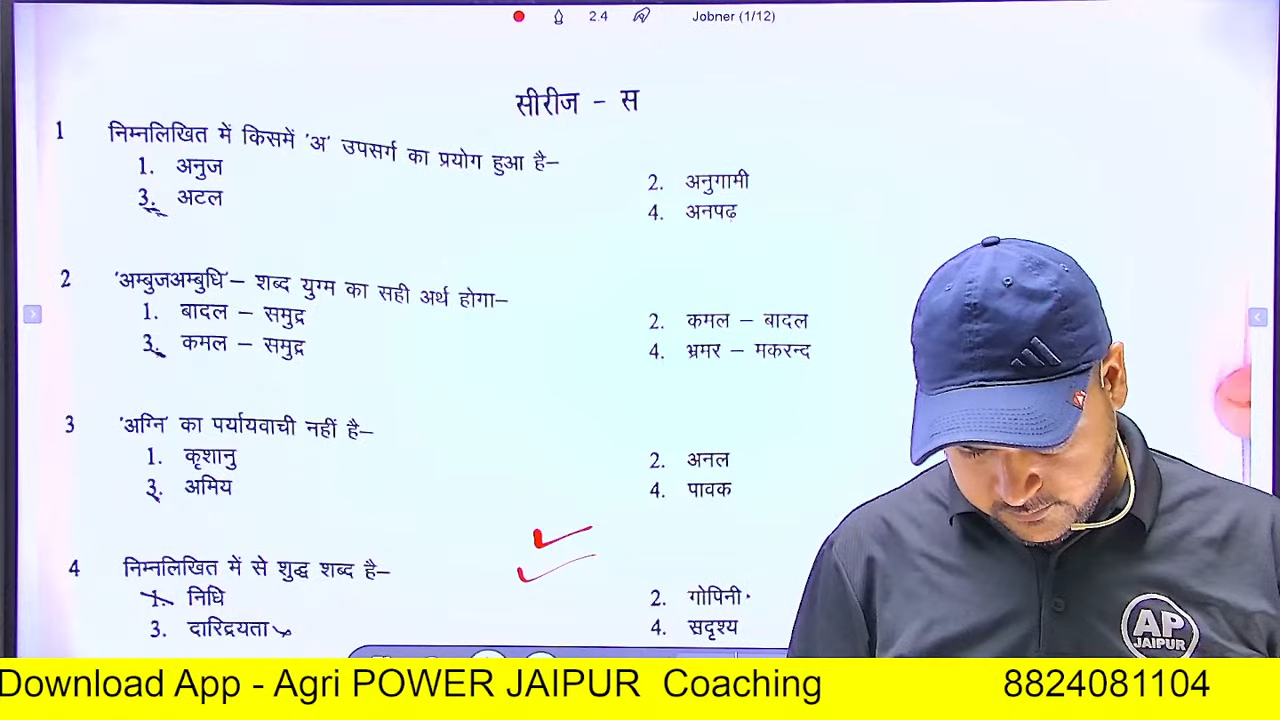 2.4 Jobner (1/12)
सीरीज - स
1 निम्नलिखित में किसमें 'अ' उपसर्ग का प्रयोग हुआ है–
1. अनुज 2. अनुगामी
3. अटल 4. अनपढ़
2 'अम्बुजअम्बुधि'– शब्द युग्म का सही अर्थ होगा–
1. बादल – समुद्र 2. कमल – बादल
3. कमल – समुद्र 4. भ्रमर – मकरन्द
3 'अग्नि' का पर्यायवाची नहीं है–
1. कृशानु 2. अनल
3. अमिय 4. पावक
4 निम्नलिखित में से शुद्ध शब्द है–
1. निधि 2. गोपिनी
3. दारिद्रयता 4. सदृश्य
AP
JAIPUR
Download App - Agri POWER JAIPUR Coaching 8824081104